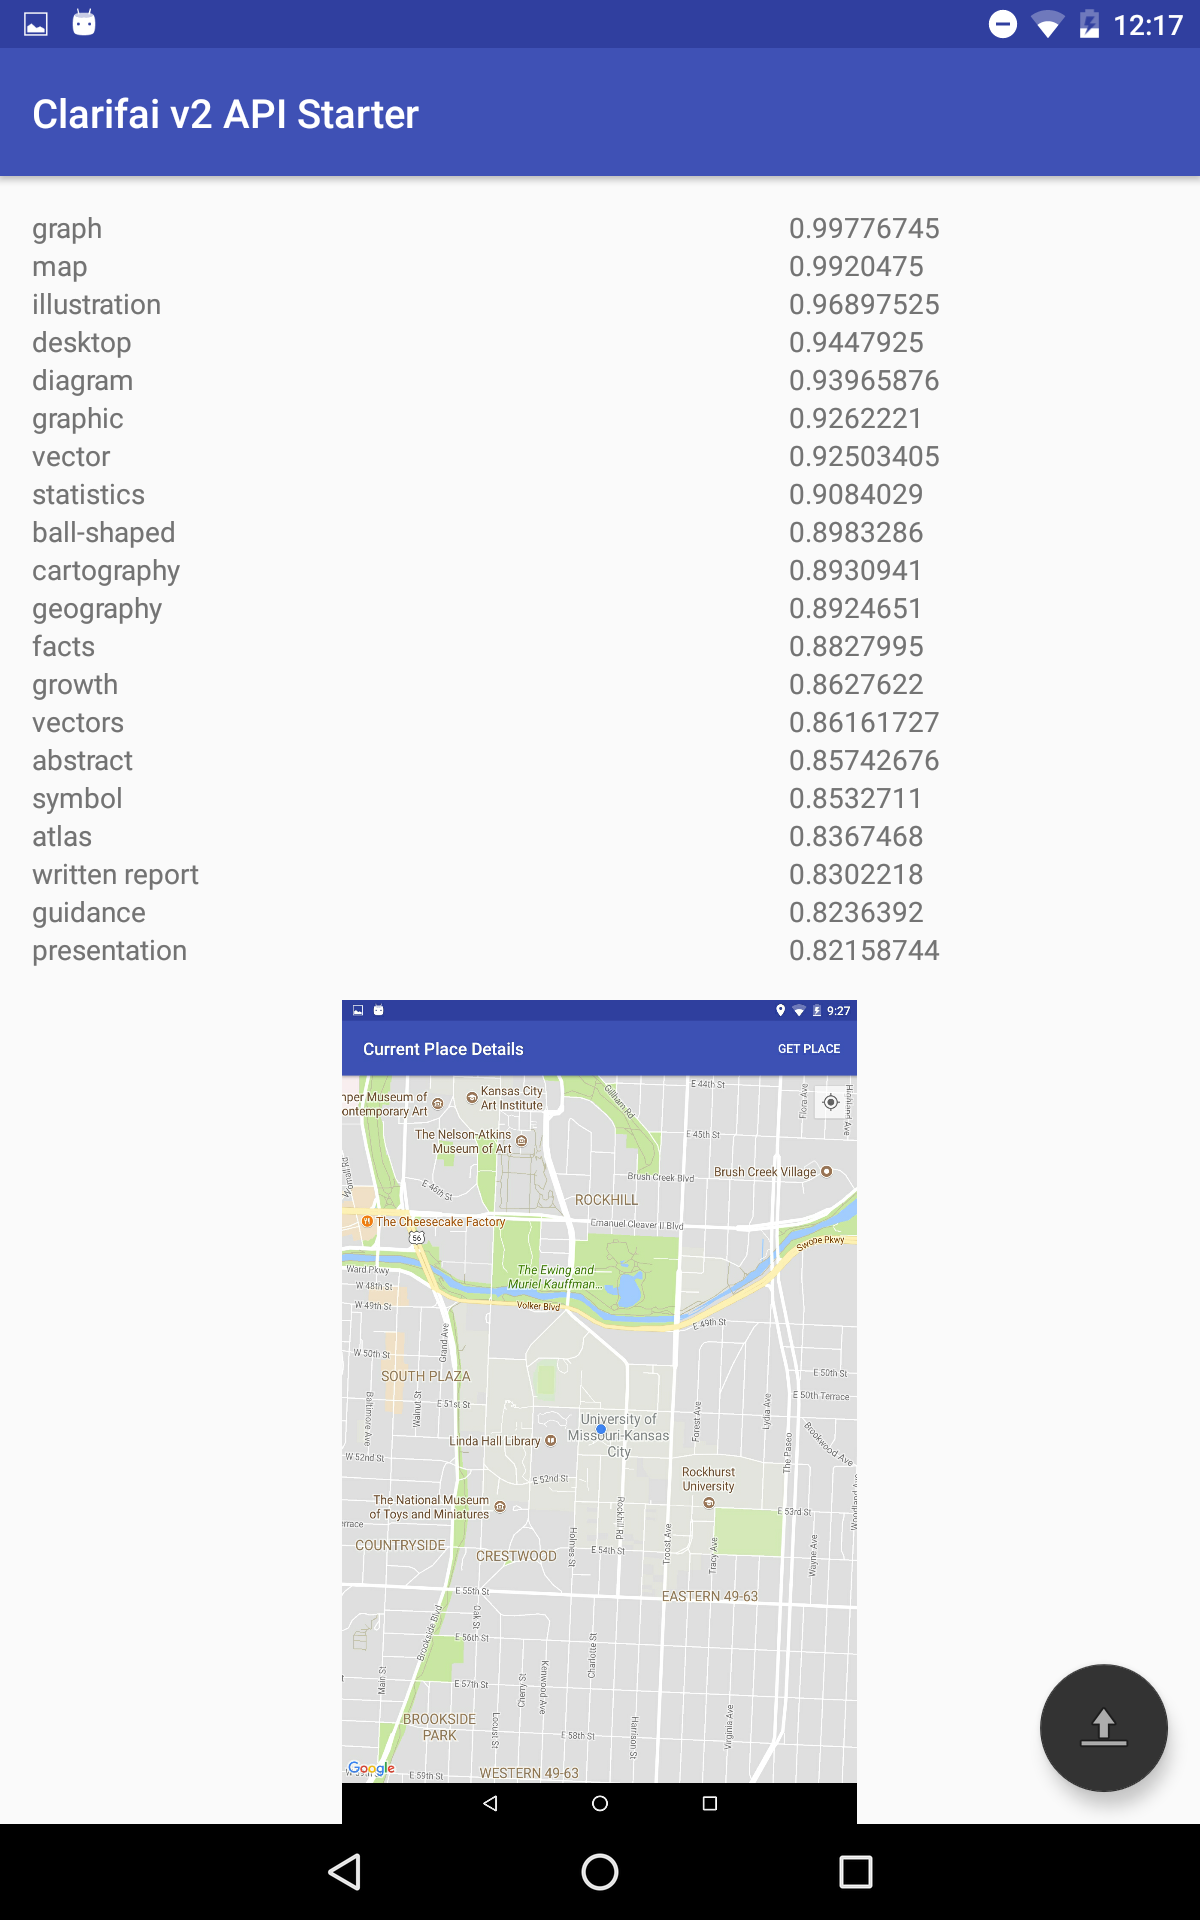 12:17
Clarifai v2 API Starter
graph 0.99776745
map 0.9920475
illustration 0.96897525
desktop 0.9447925
diagram 0.93965876
graphic 0.9262221
vector 0.92503405
statistics 0.9084029
ball-shaped 0.8983286
cartography 0.8930941
geography 0.8924651
facts 0.8827995
growth 0.8627622
vectors 0.86161727
abstract 0.85742676
symbol 0.8532711
atlas 0.8367468
written report 0.8302218
guidance 0.8236392
presentation 0.82158744
9:27
Current Place Details GET PLACE
E 44th St
nper Museum of
ontemporary Art
Kansas City
Art Institute
Gillham Rd
Flora Ave
Highland Ave
The Nelson-Atkins
Museum of Art
E 45th St
Brush Creek Blvd
Brush Creek Village
Wornall Rd
E 46th St
ROCKHILL
The Cheesecake Factory
Emanuel Cleaver II Blvd
56
Swope Pkwy
Ward Pkwy
The Ewing and
Muriel Kauffman...
W 48th St
W 49th St
Volker Blvd
E 49th St
Grand Ave
W 50th St
SOUTH PLAZA
E 50th St
E 50th Terrace
Baltimore Ave
Walnut St
E 51st St
Forest Ave
Lydia Ave
University of
Missouri-Kansas
City
Linda Hall Library
The Paseo
Brookwood Ave
W 52nd St
E 52nd St
Rockhurst
University
Woodland Ave
The National Museum
of Toys and Miniatures
Rockhill Rd
E 53rd St
rrace
COUNTRYSIDE
CRESTWOOD
Holmes St
E 54th St
Troost Ave
Tracy Ave
Wayne Ave
E 55th St
EASTERN 49-63
Brookside Blvd
Oak St
E 56th St
Charlotte St
Main St
E 57th St
Cherry St
Kenwood Ave
BROOKSIDE
PARK
Locust St
E 58th St
Harrison St
Virginia Ave
Google
E 59th St
WESTERN 49-63